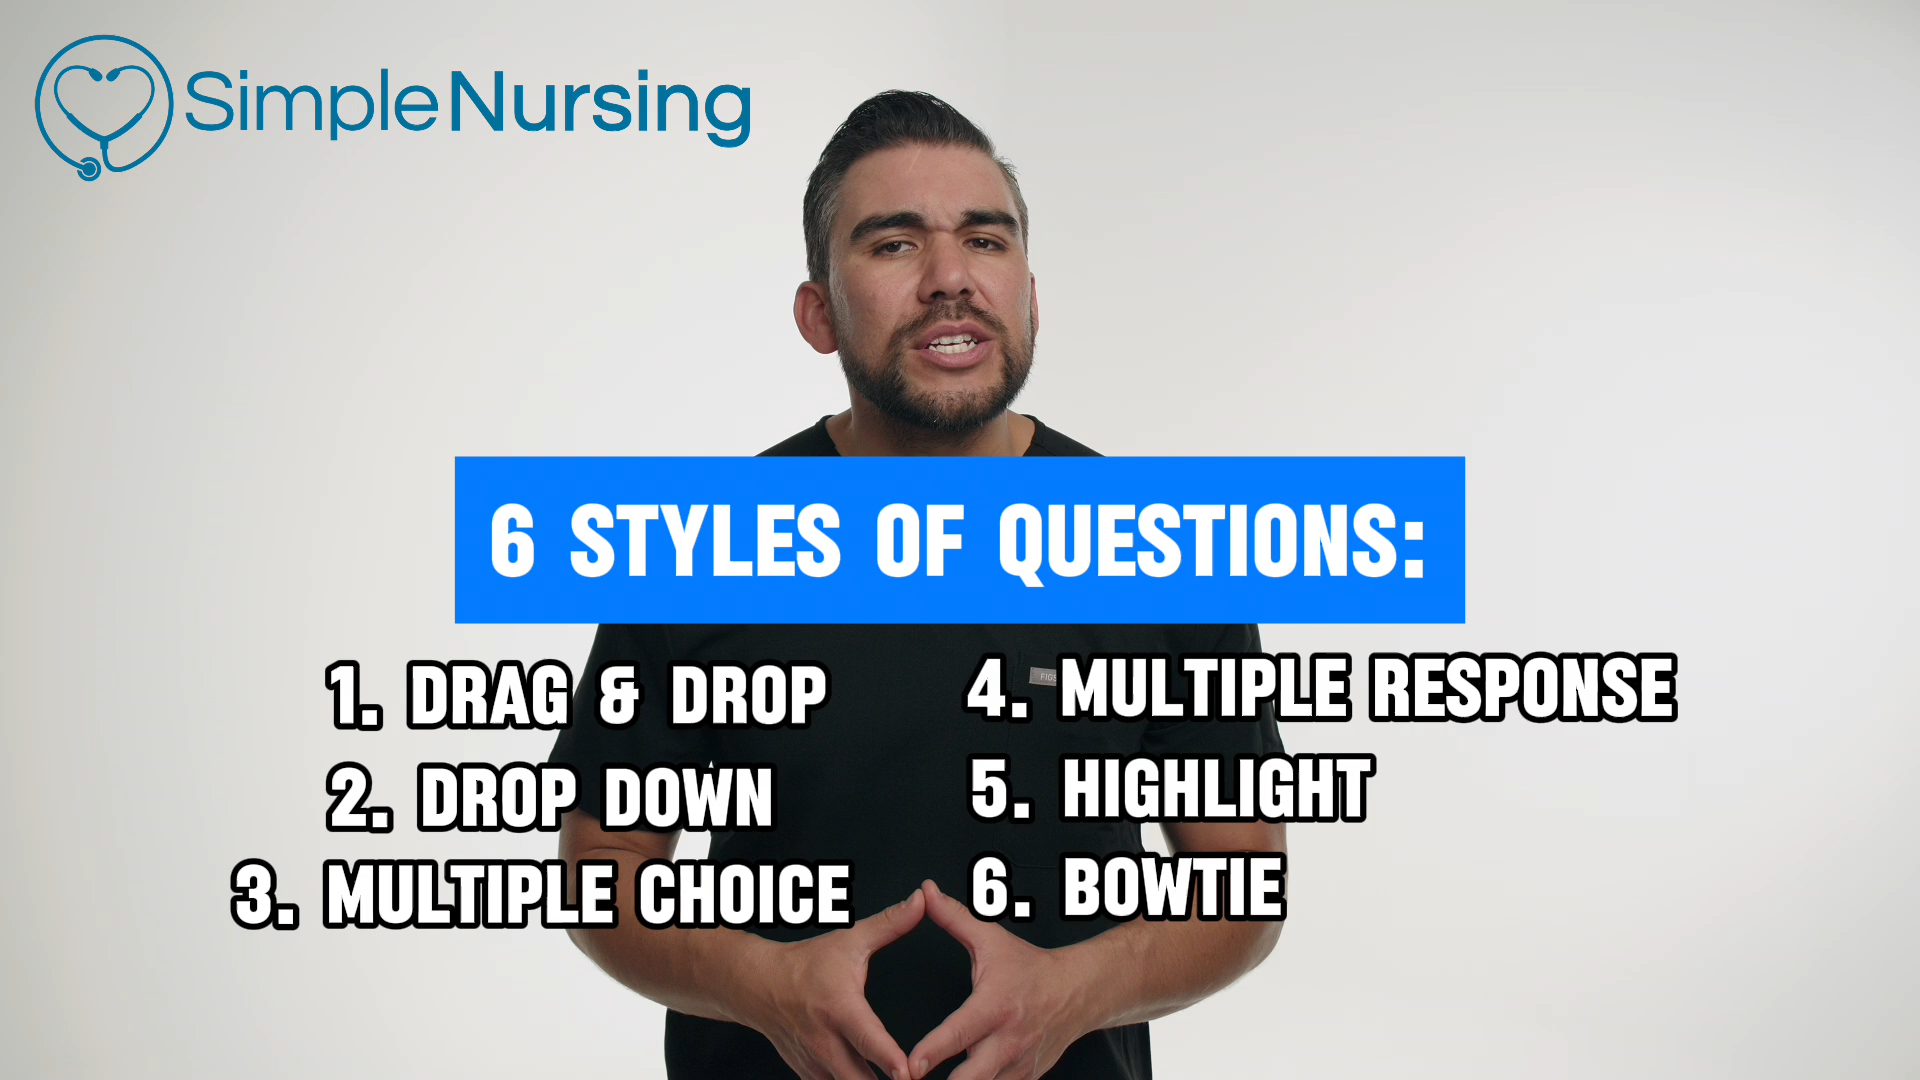 SimpleNursing
6 STYLES OF QUESTIONS:
1. DRAG & DROP
2. DROP DOWN
3. MULTIPLE CHOICE
4. MULTIPLE RESPONSE
5. HIGHLIGHT
6. BOWTIE
FIGS